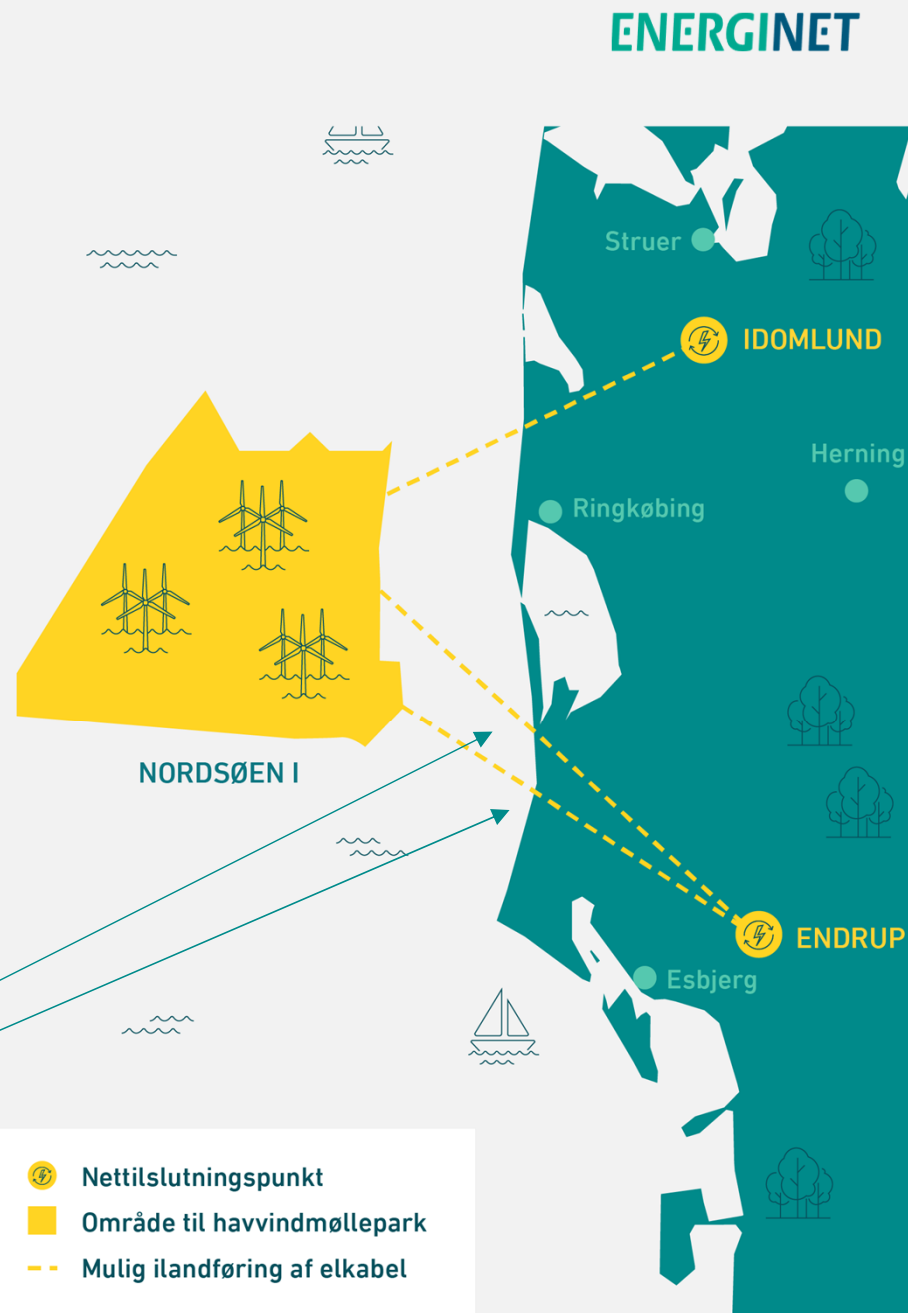 ENERGINET
Struer
IDOMLUND
Herning
Ringkøbing
NORDSØEN I
ENDRUP
Esbjerg
Nettilslutningspunkt
Område til havvindmøllepark
Mulig ilandføring af elkabel